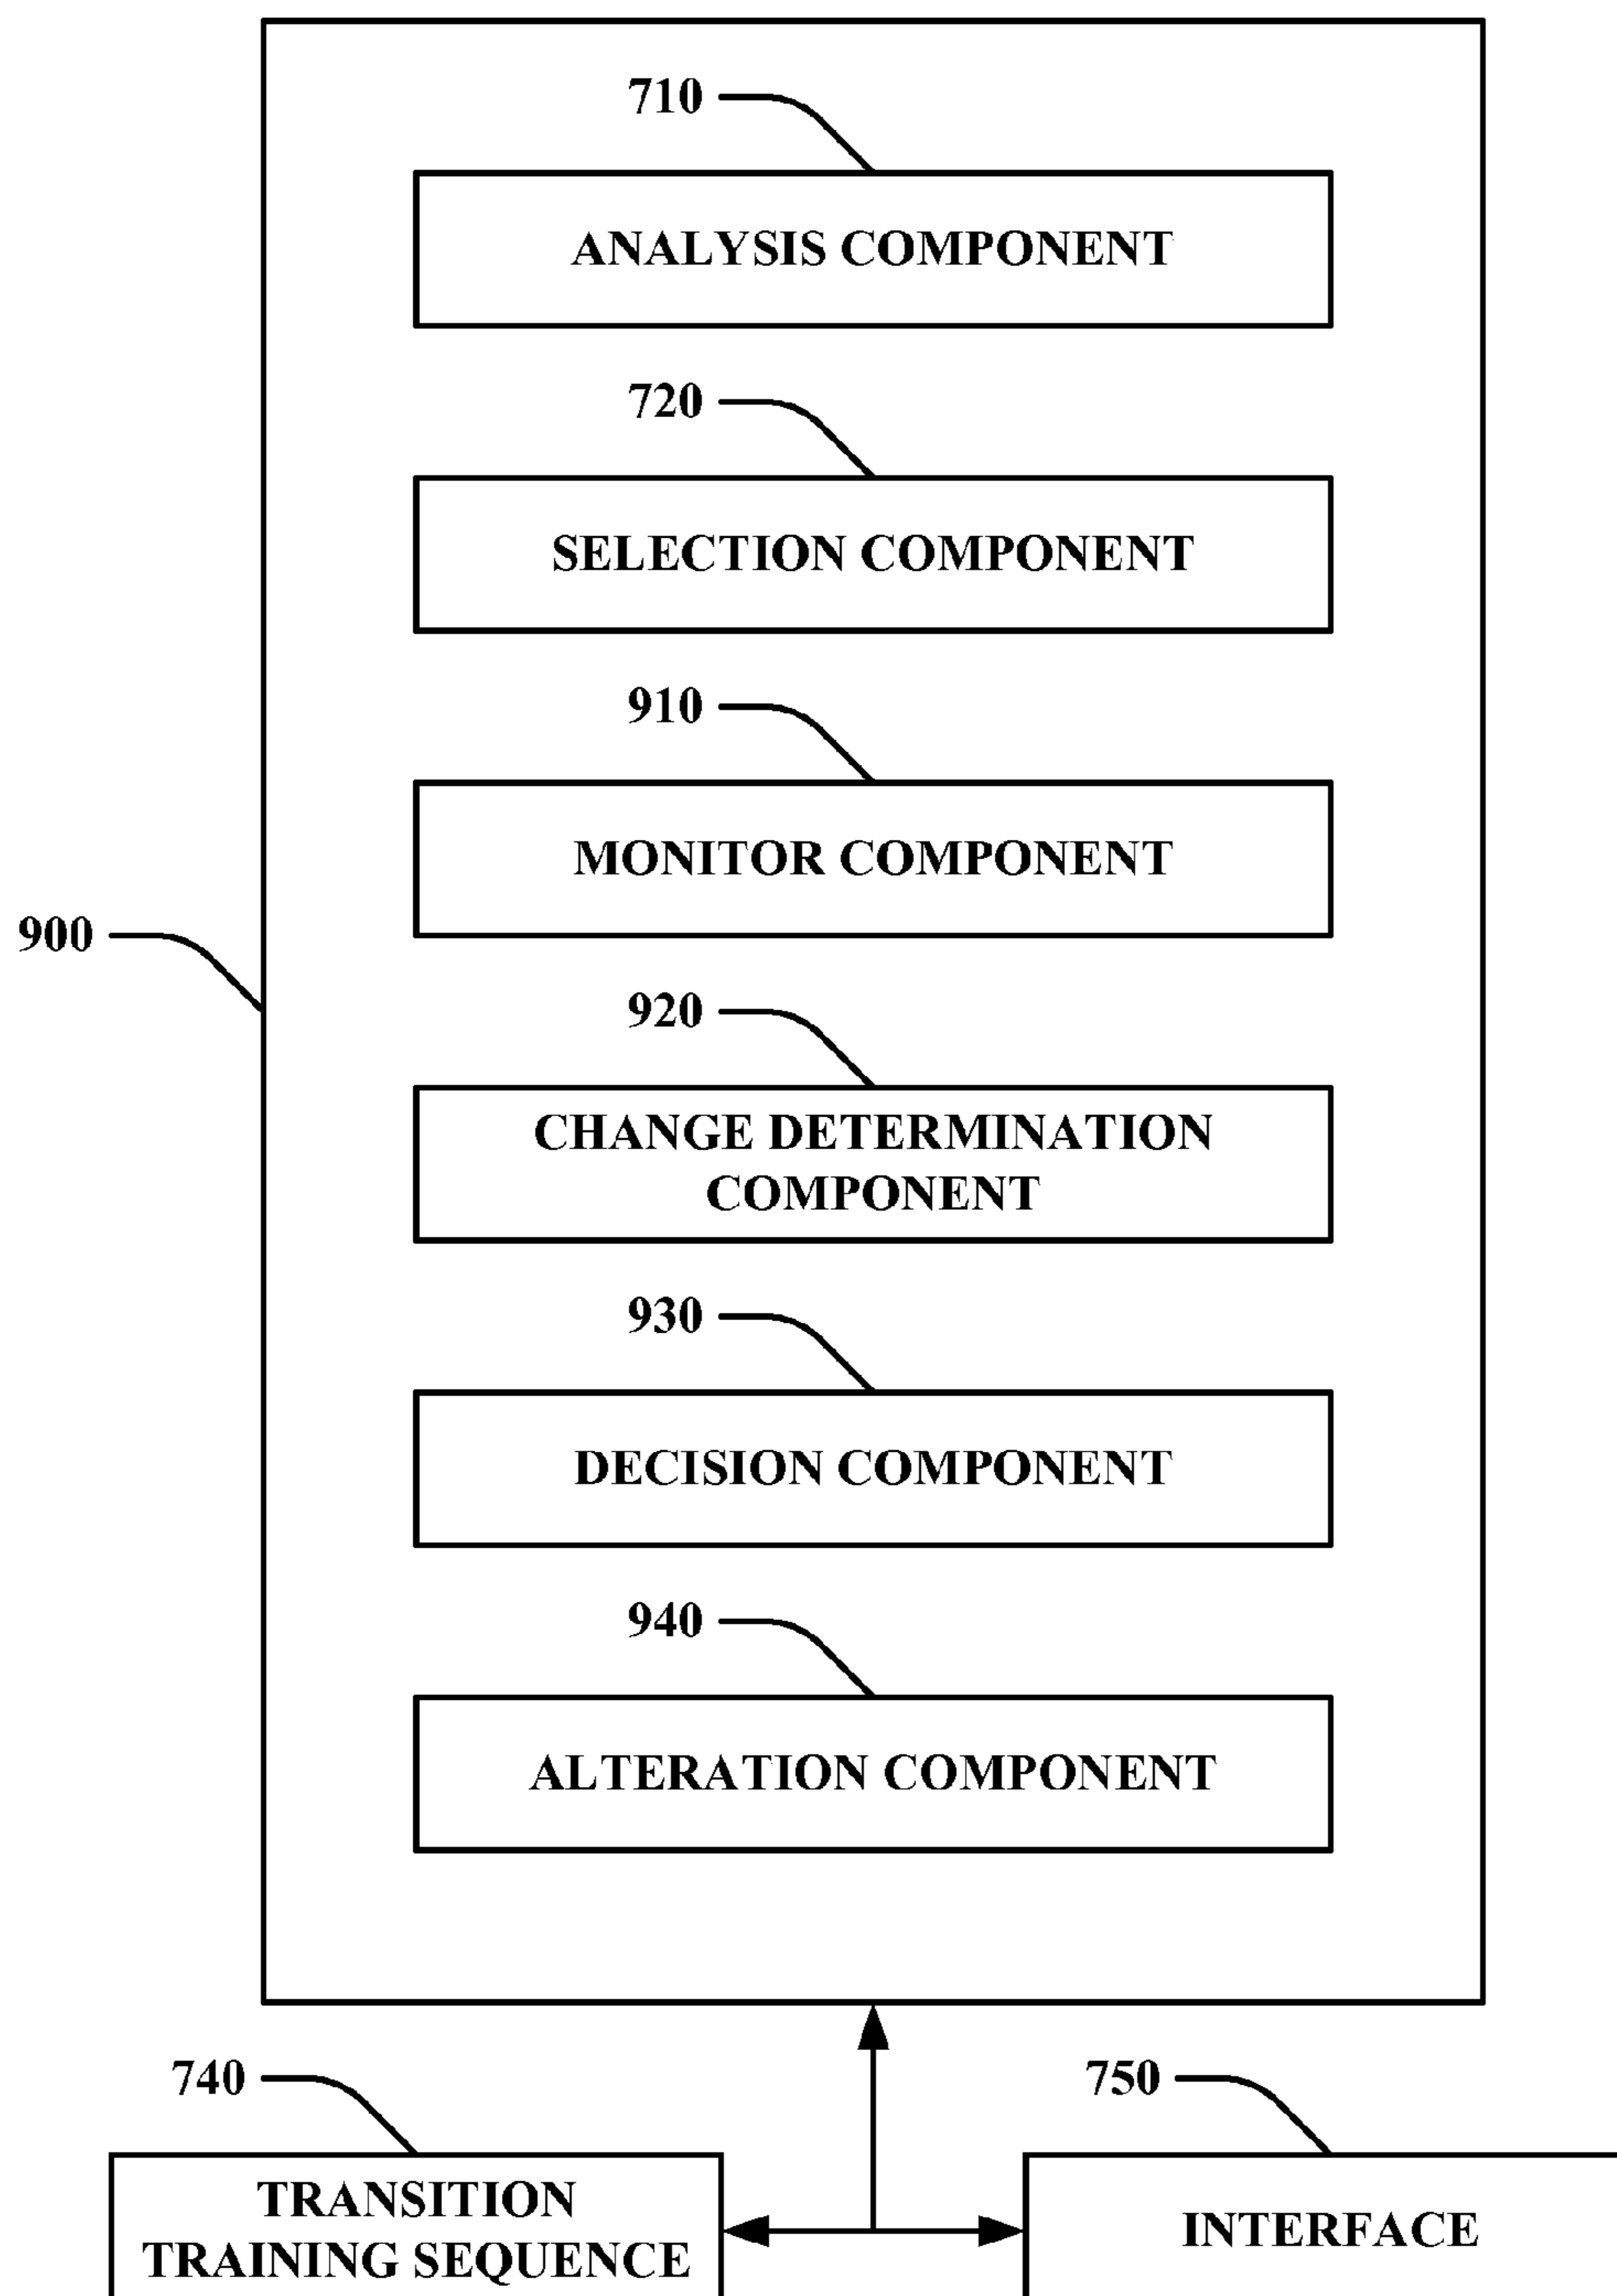 710
ANALYSIS COMPONENT
720
SELECTION COMPONENT
910
MONITOR COMPONENT
900
920
CHANGE DETERMINATION
COMPONENT
930
DECISION COMPONENT
940
ALTERATION COMPONENT
740
750
TRANSITION
TRAINING SEQUENCE
INTERFACE